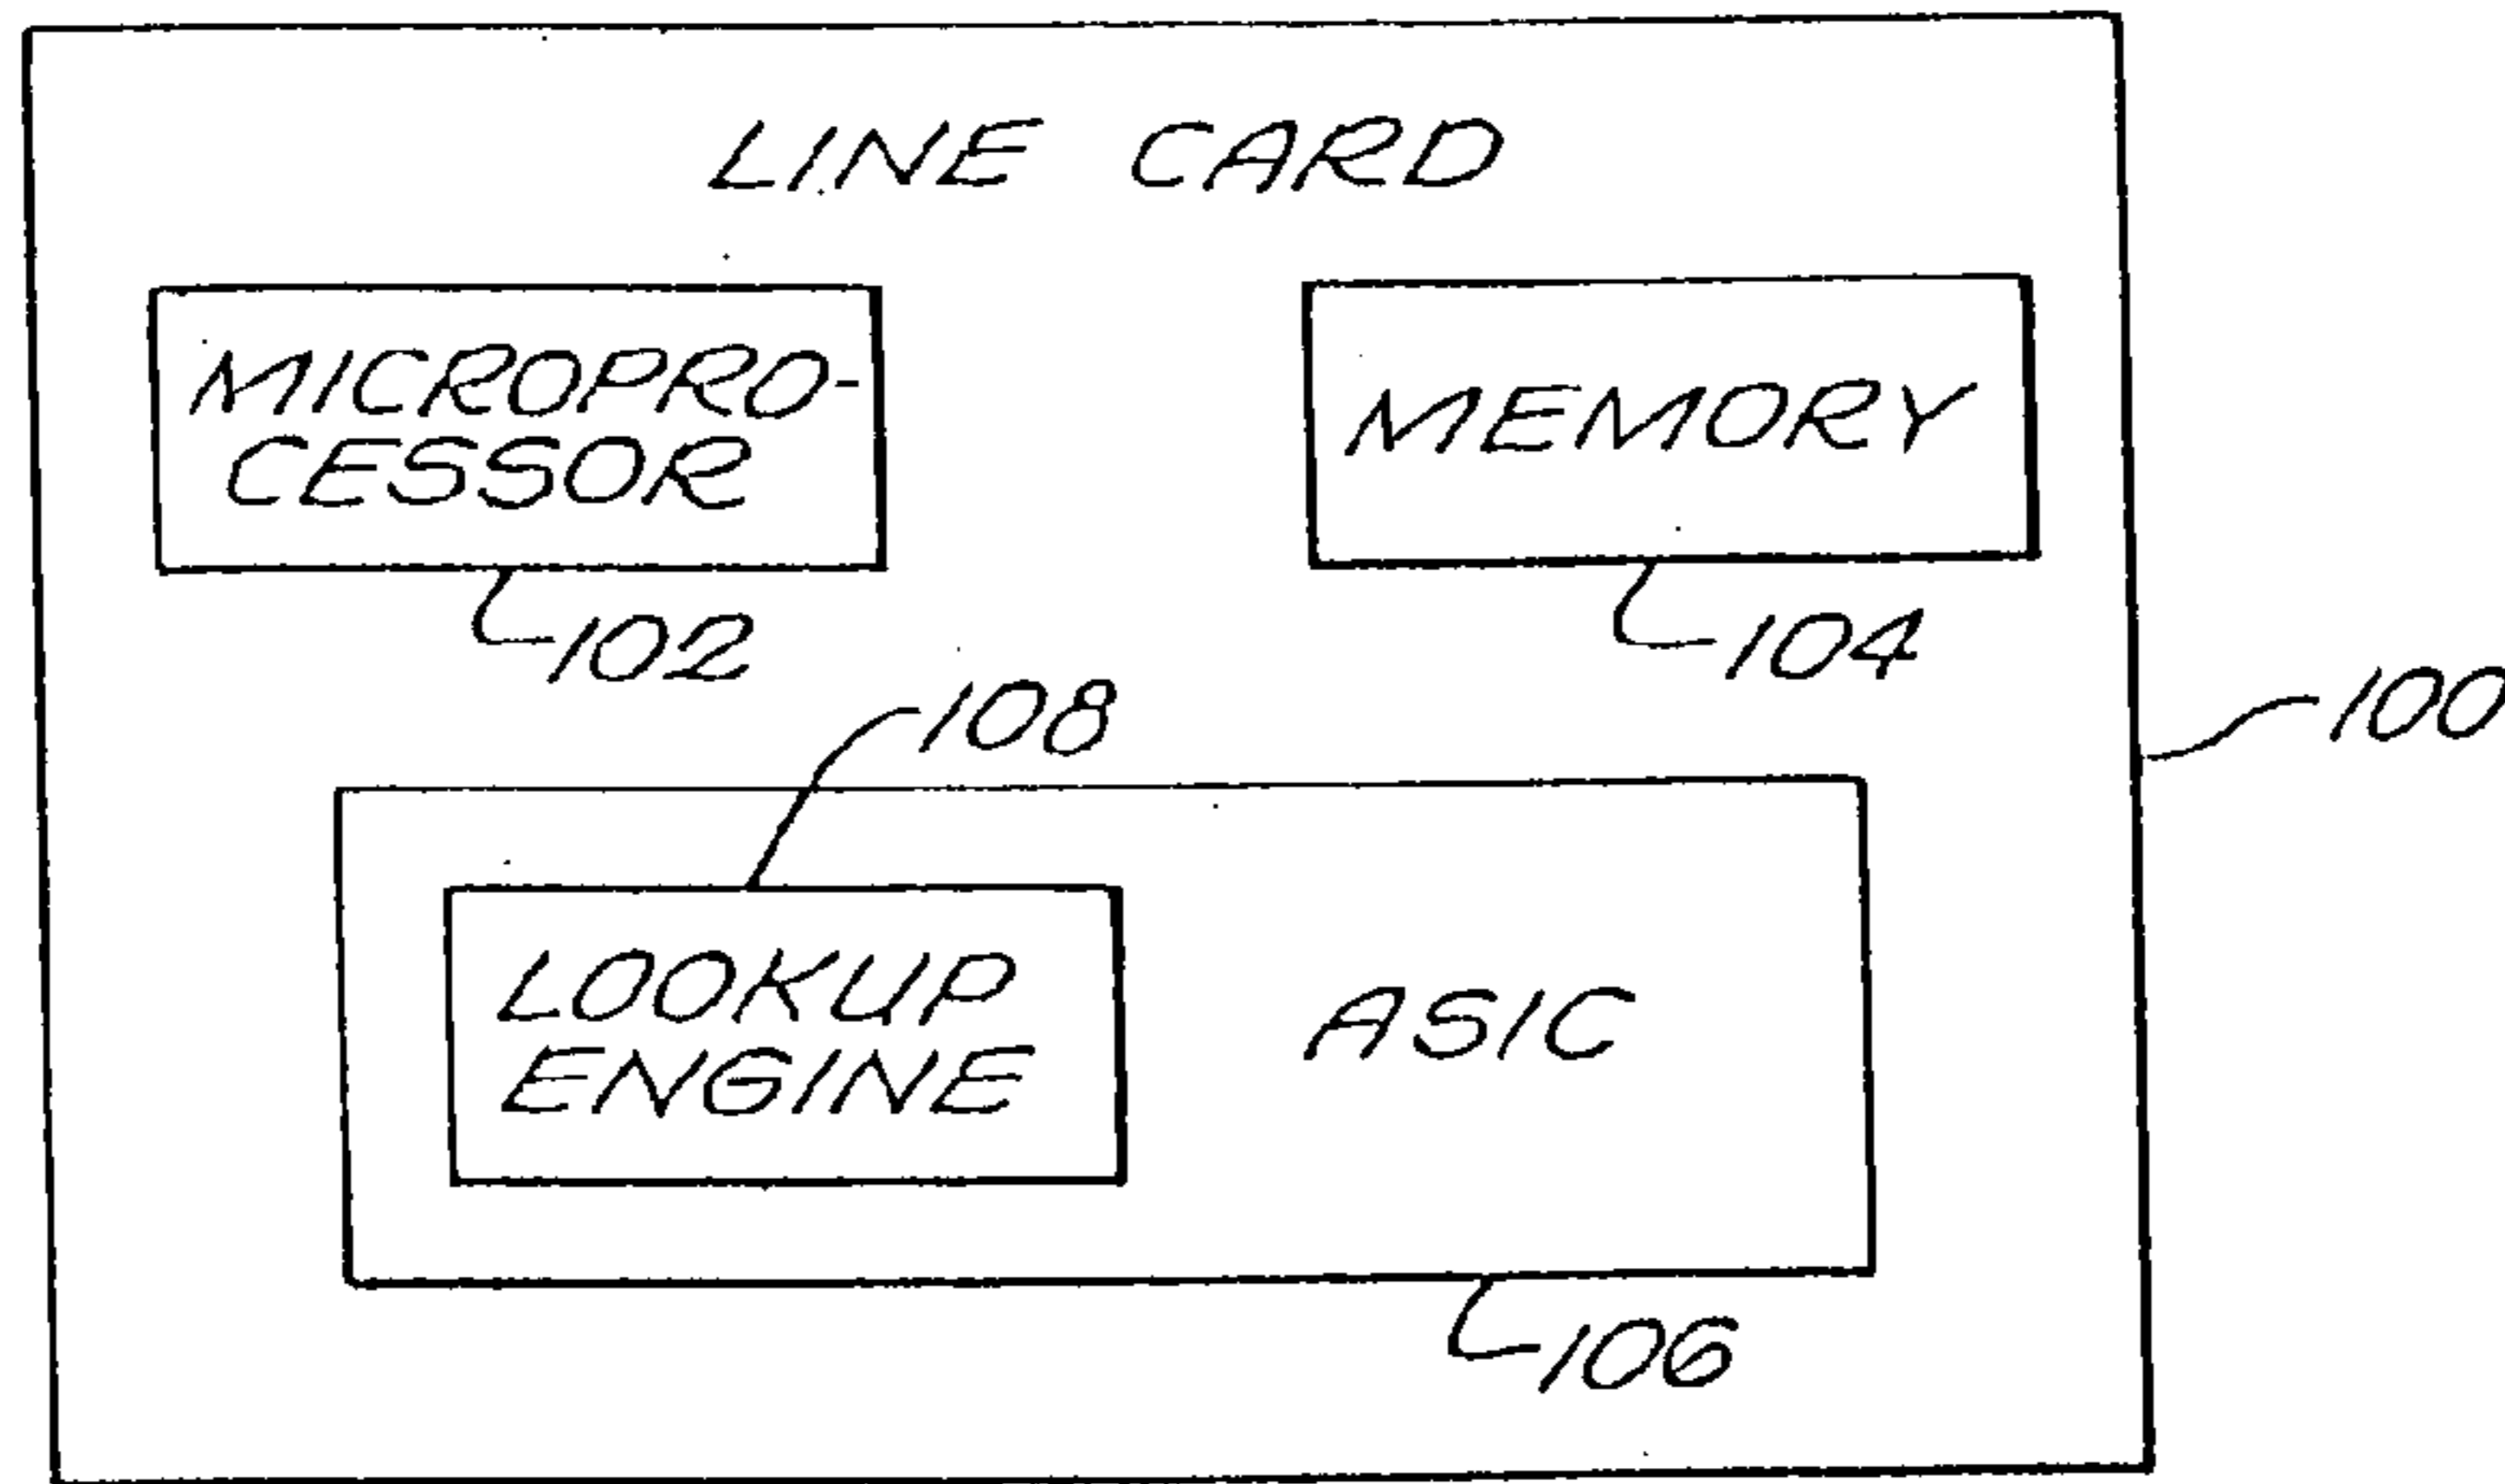 LINE CARD
MICROPRO-
CESSOR
MEMORY
102
104
108
100
LOOKUP
ENGINE
ASIC
106